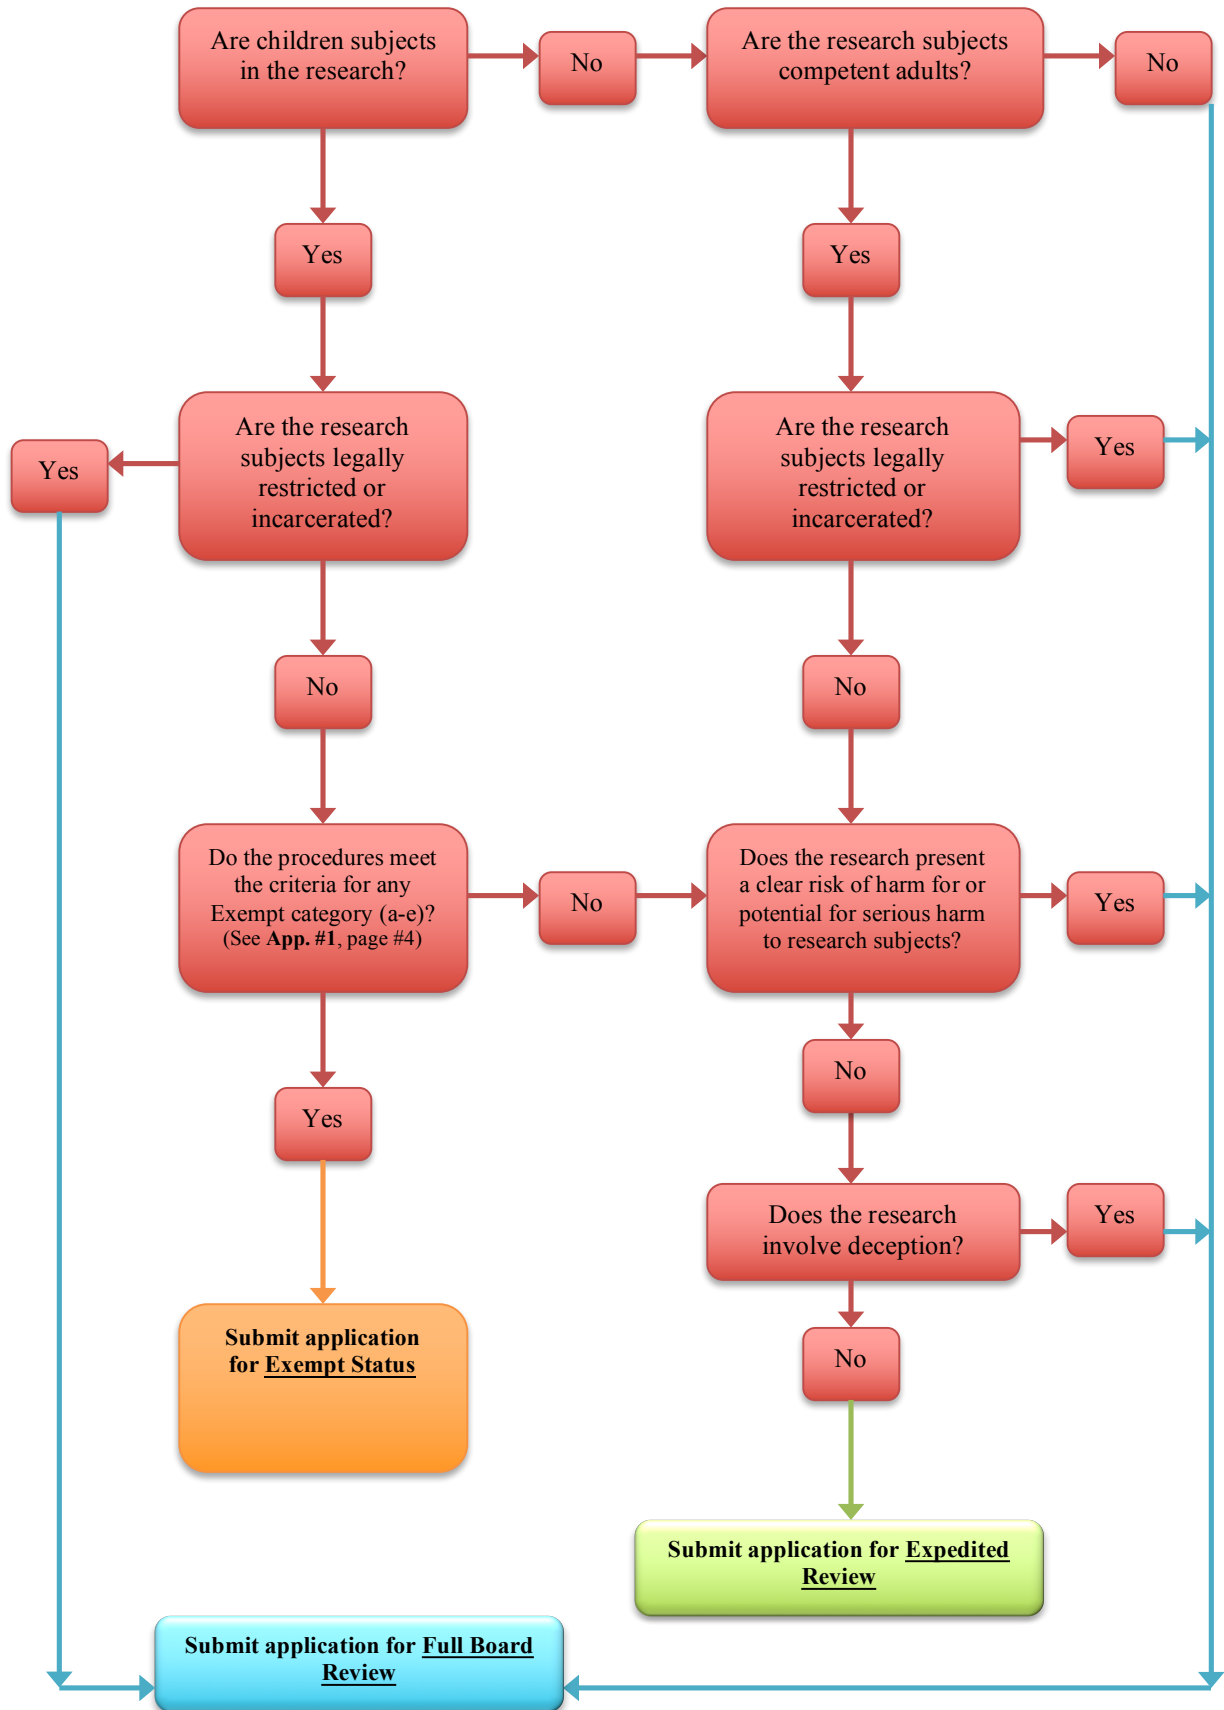 Are children subjects
in the research?
No
Are the research subjects
competent adults?
No
Yes
Yes
Yes
Are the research
subjects legally
restricted or
incarcerated?
Are the research
subjects legally
restricted or
incarcerated?
Yes
No
No
Do the procedures meet
the criteria for any
Exempt category (a-e)?
(See App. #1, page #4)
No
Does the research present
a clear risk of harm for or
potential for serious harm
to research subjects?
Yes
No
Yes
Does the research
involve deception?
Yes
Submit application
for Exempt Status
No
Submit application for Expedited
Review
Submit application for Full Board
Review